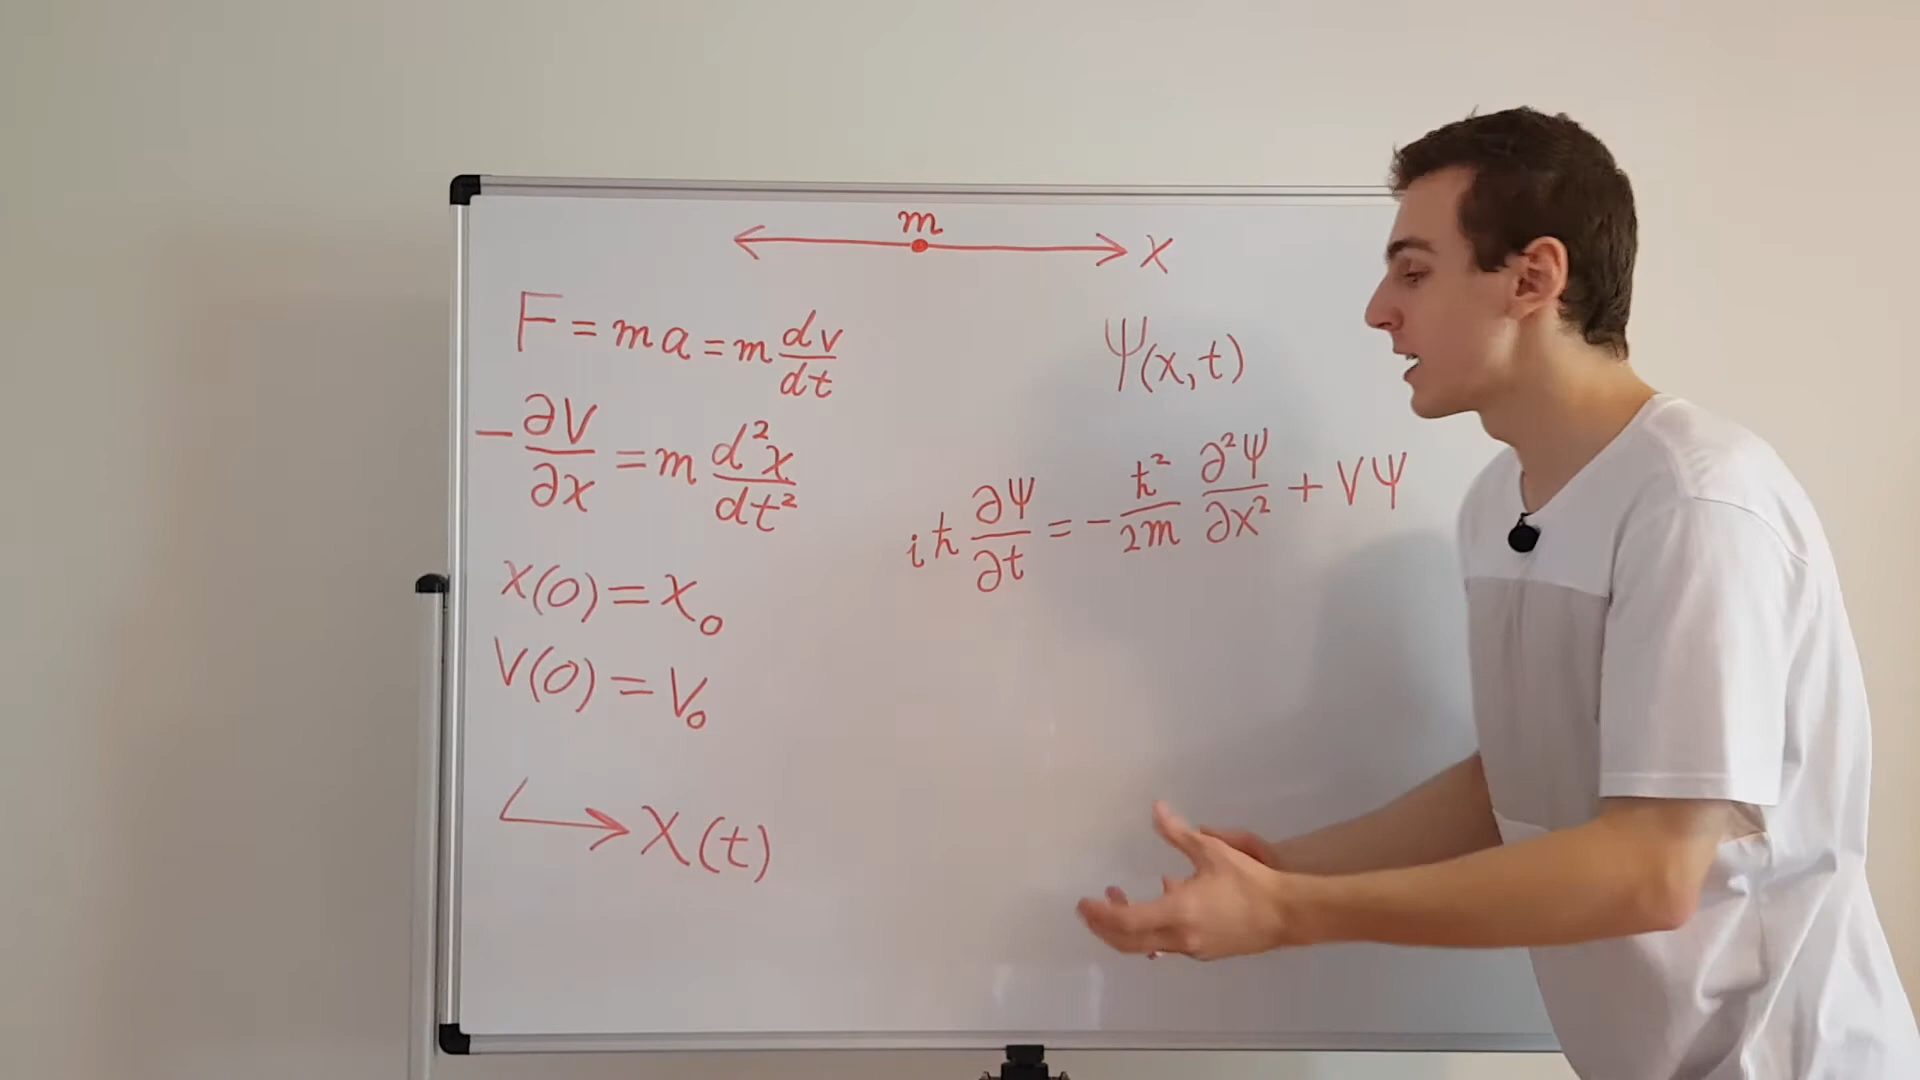 m
x
F = ma = m dv/dt
-∂V/∂x = m d²x/dt²
x(0) = x₀
V(0) = V₀
x(t)
Ψ(x,t)
iħ ∂Ψ/∂t = -ħ²/2m ∂²Ψ/∂x² + VΨ